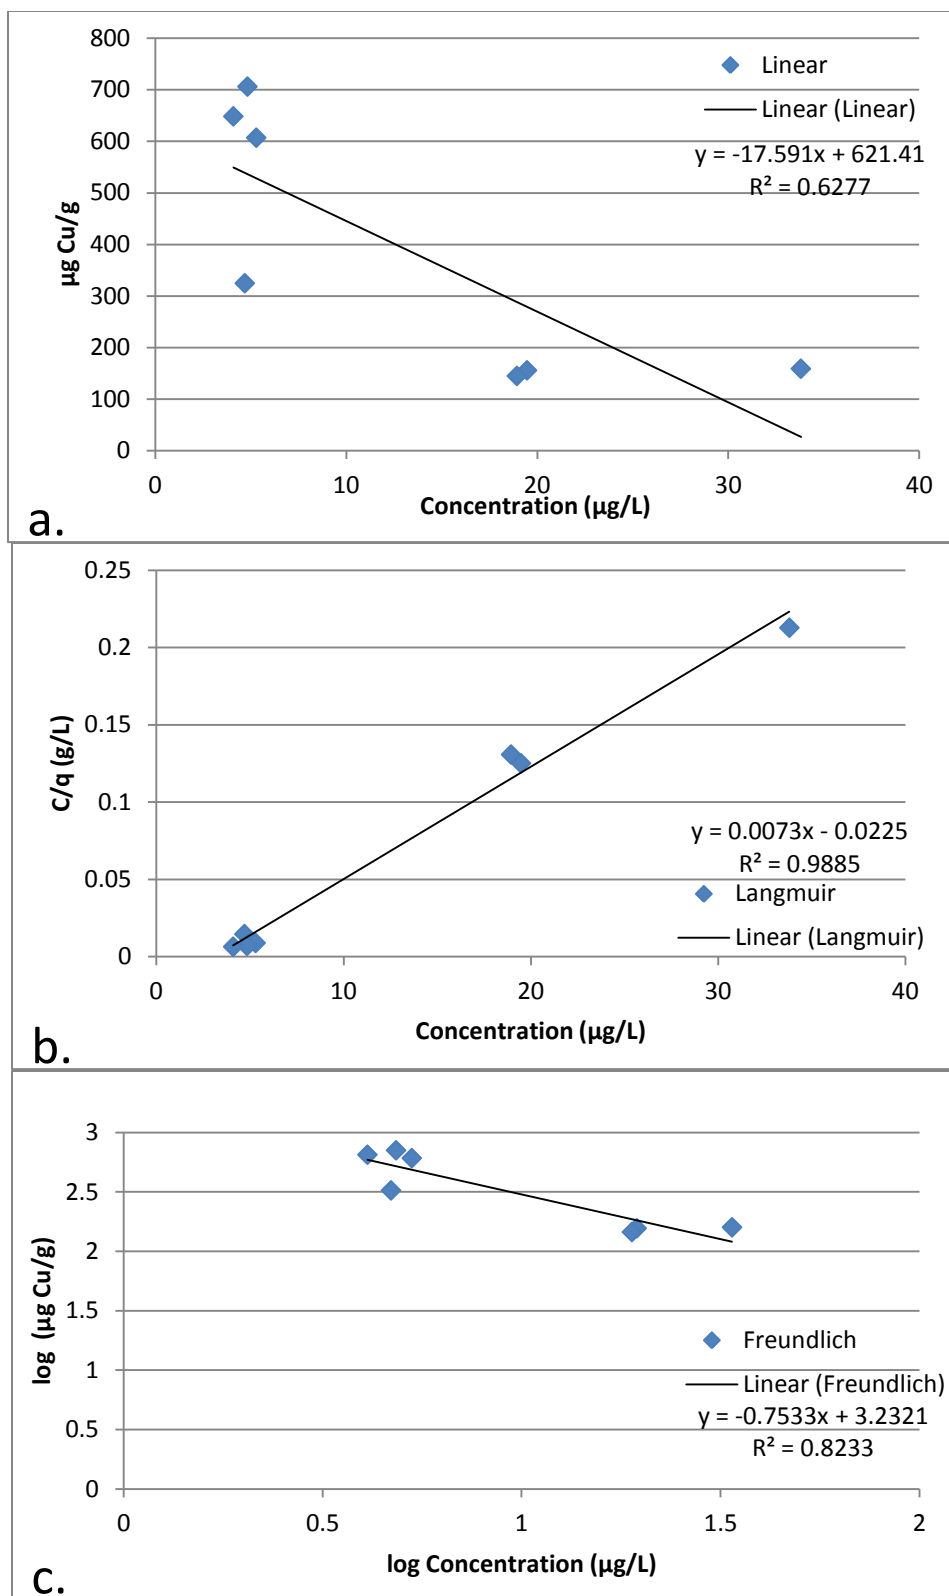 800
700
600
500
400
300
200
100
0
µg Cu/g
Linear
Linear (Linear)
y = -17.591x + 621.41
R² = 0.6277
0 10 20 30 40
Concentration (µg/L)
a.
0.25
0.2
0.15
0.1
0.05
0
C/q (g/L)
y = 0.0073x - 0.0225
R² = 0.9885
Langmuir
Linear (Langmuir)
0 10 20 30 40
Concentration (µg/L)
b.
3
2.5
2
1.5
1
0.5
0
log (µg Cu/g)
Freundlich
Linear (Freundlich)
y = -0.7533x + 3.2321
R² = 0.8233
0 0.5 1 1.5 2
log Concentration (µg/L)
c.